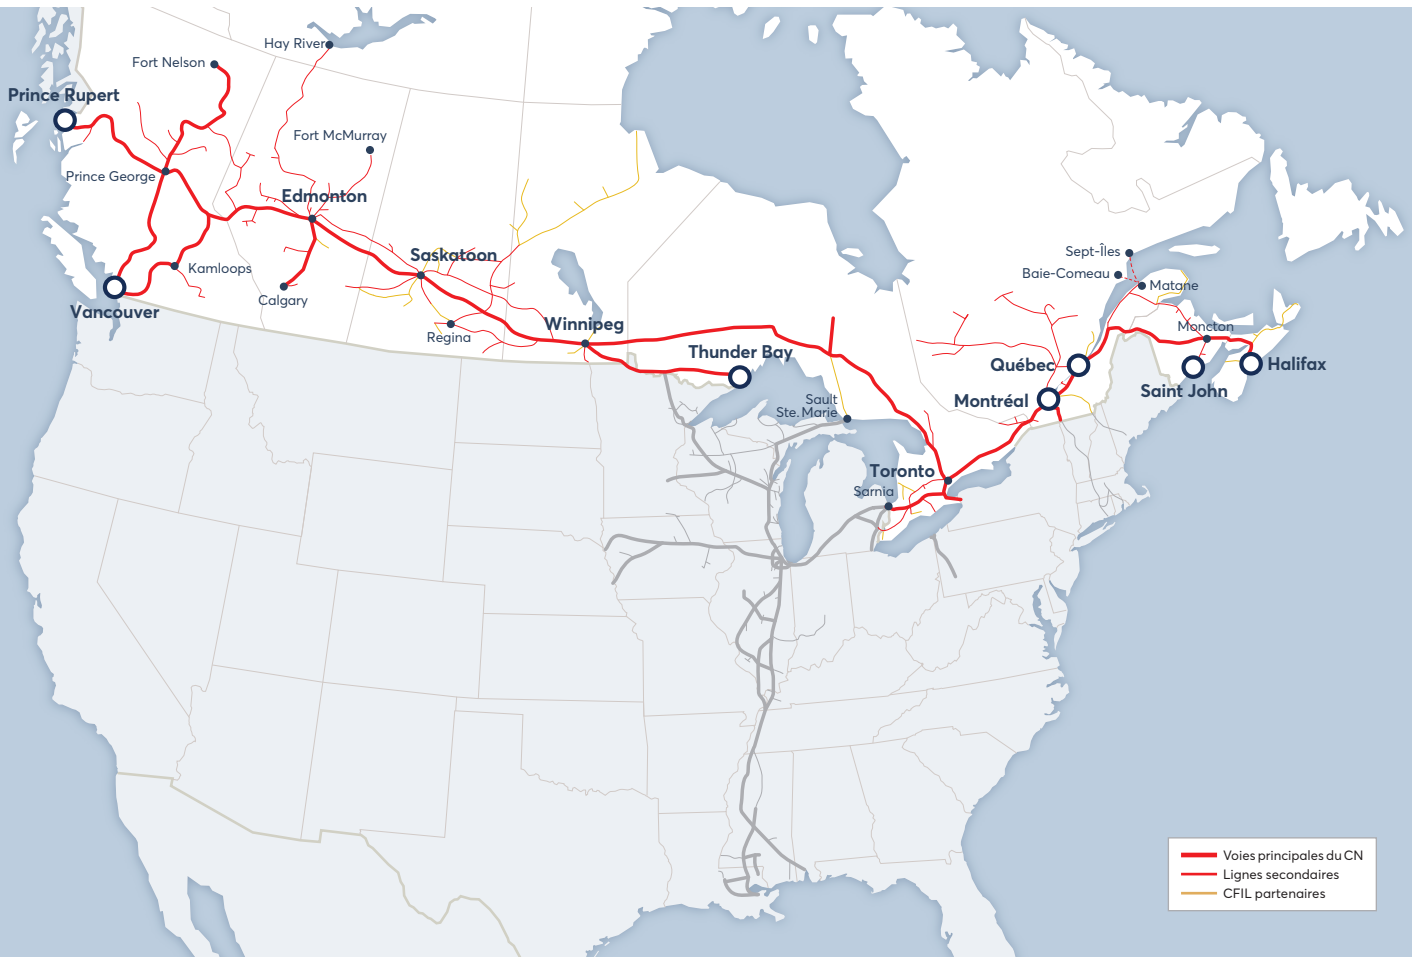 Hay River
Fort Nelson
Prince Rupert
Fort McMurray
Prince George
Edmonton
Saskatoon
Kamloops
Calgary
Vancouver
Regina
Winnipeg
Thunder Bay
Sault
Ste. Marie
Toronto
Sarnia
Sept-Îles
Baie-Comeau
Matane
Moncton
Québec
Montréal
Halifax
Saint John
Voies principales du CN
Lignes secondaires
CFIL partenaires